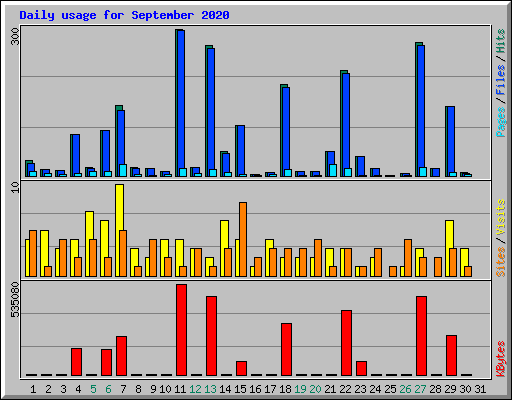 Daily usage for September 2020
300
Pages / Files / Hits
10
Sites / Visits
535080
KBytes
1 2 3 4 5 6 7 8 9 10 11 12 13 14 15 16 17 18 19 20 21 22 23 24 25 26 27 28 29 30 31